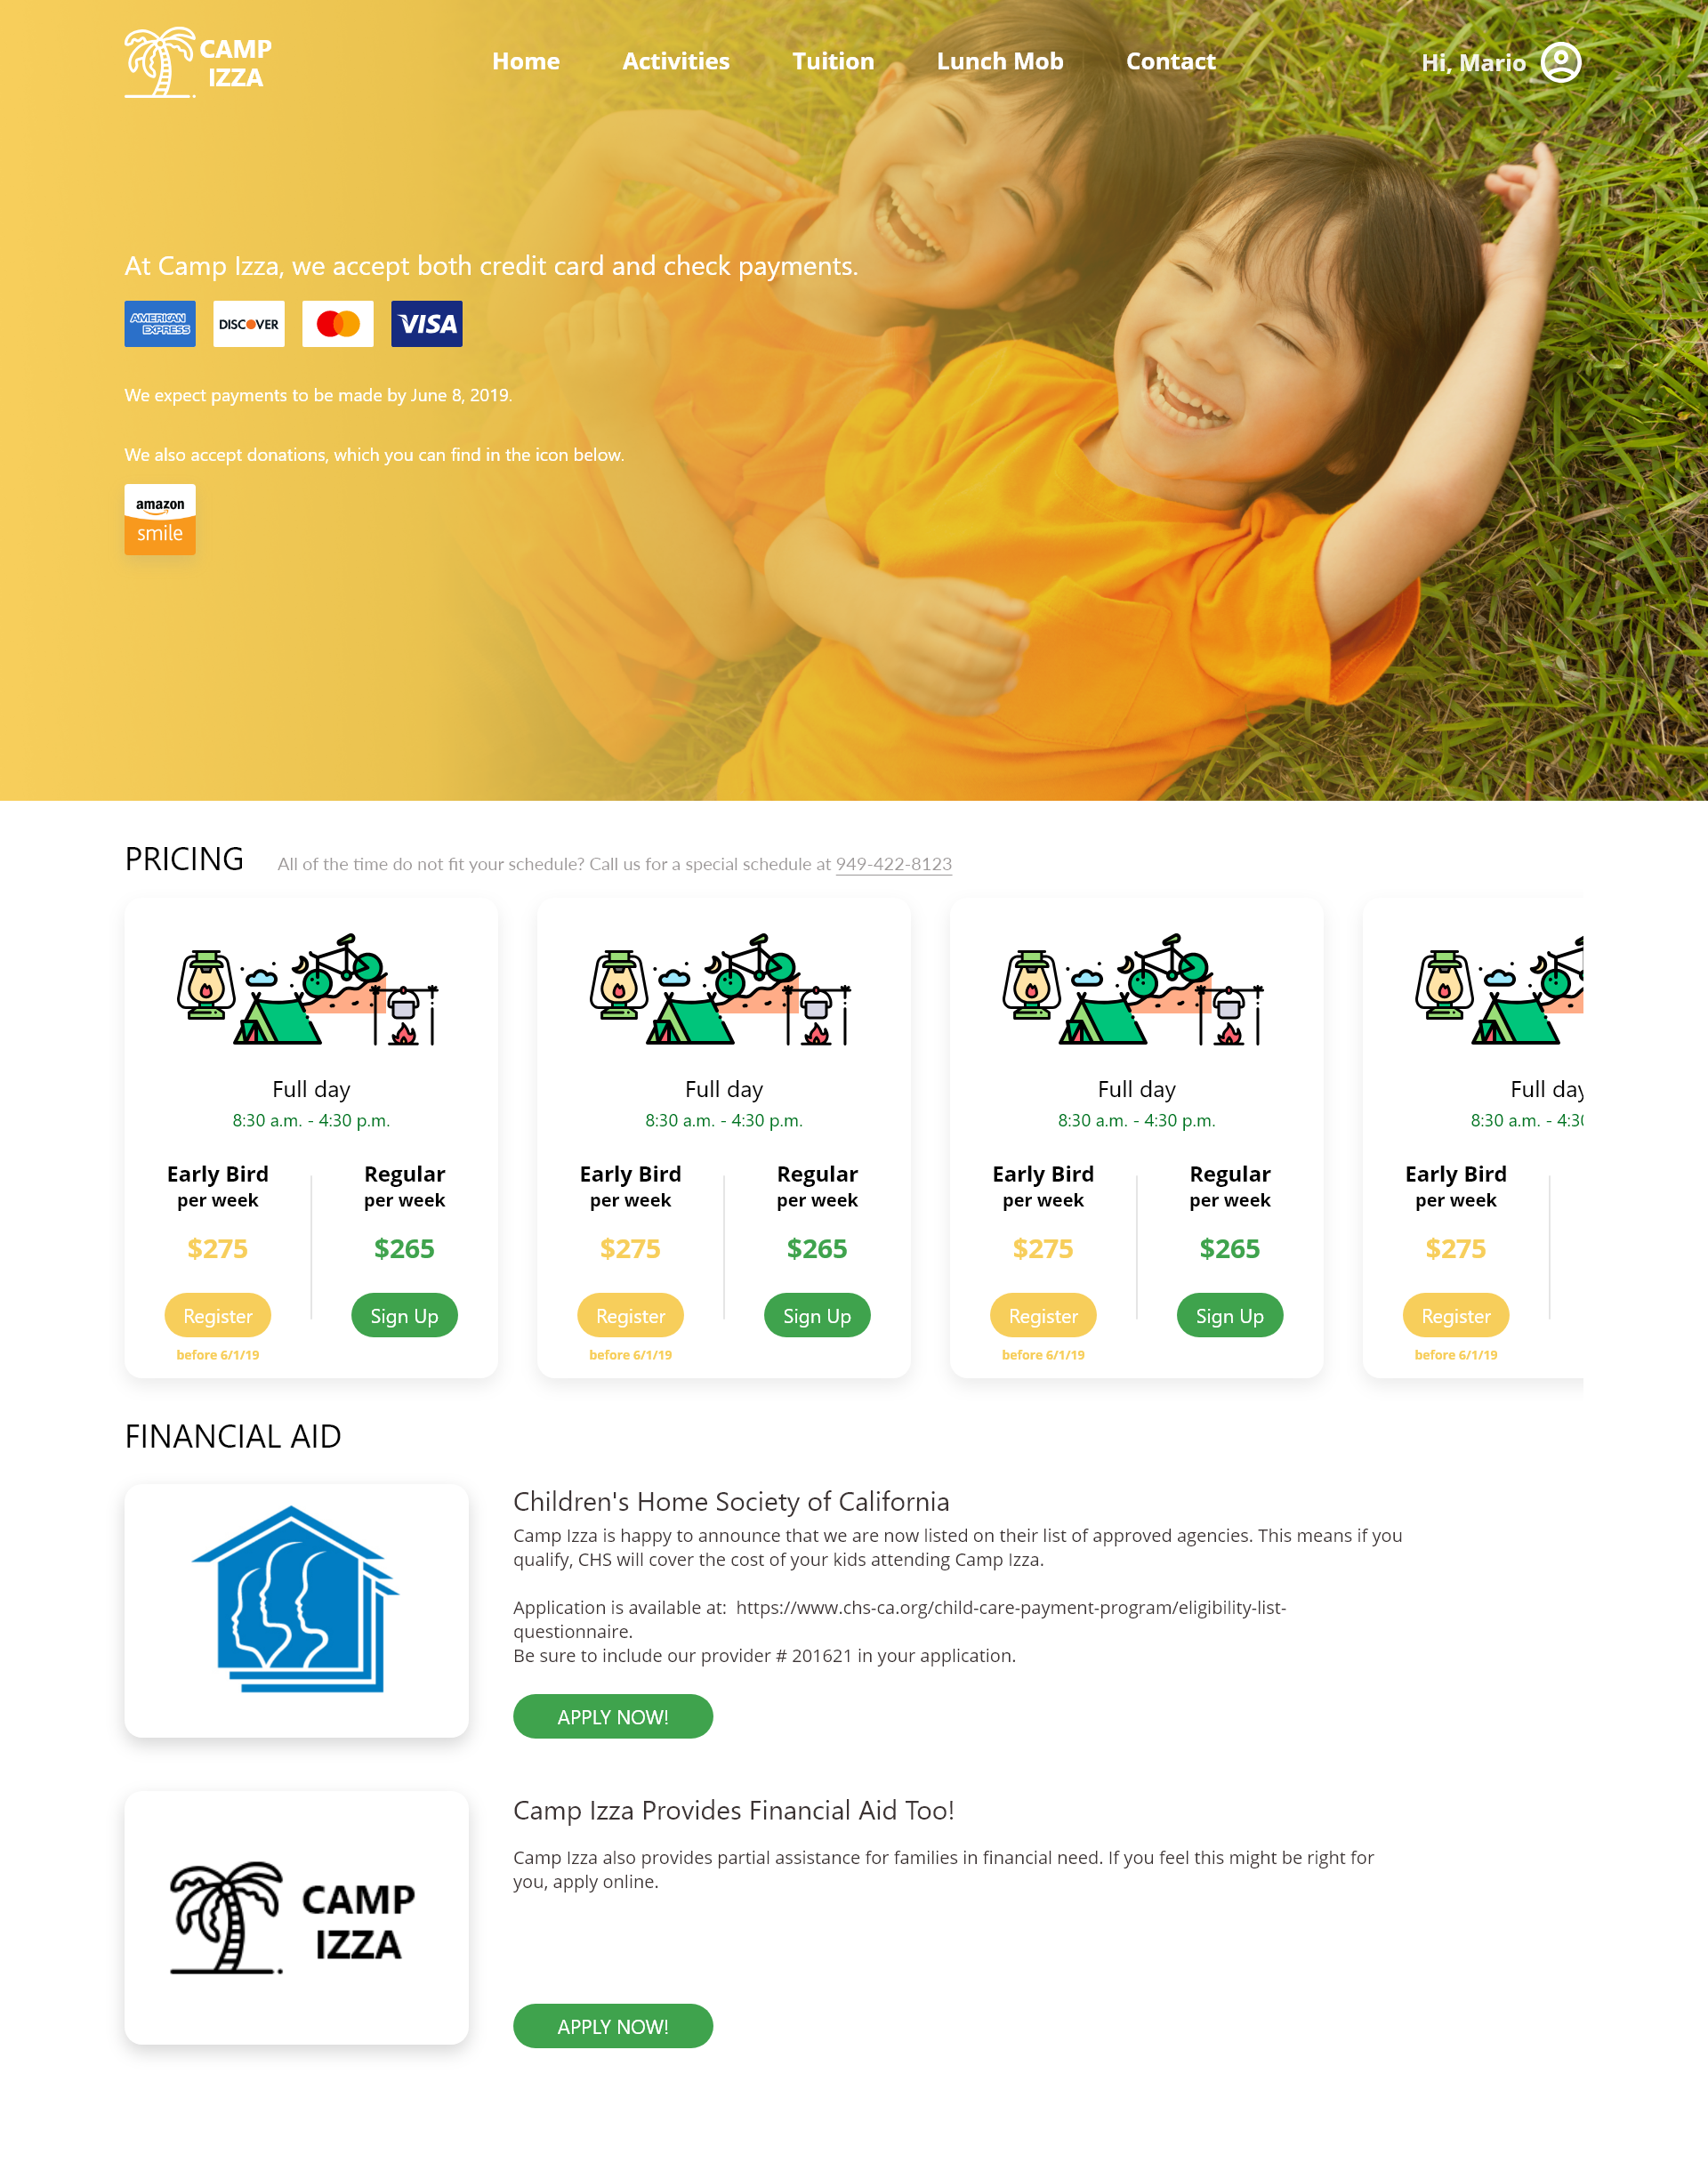 CAMP
IZZA
Home Activities Tuition Lunch Mob Contact Hi, Mario
At Camp Izza, we accept both credit card and check payments.
AMERICAN
EXPRESS
DISCOVER
VISA
We expect payments to be made by June 8, 2019.
We also accept donations, which you can find in the icon below.
amazon
smile
PRICING All of the time do not fit your schedule? Call us for a special schedule at 949-422-8123
Full day
8:30 a.m. - 4:30 p.m.
Early Bird Regular
per week per week
$275 $265
Register Sign Up
before 6/1/19
Full day
8:30 a.m. - 4:30 p.m.
Early Bird Regular
per week per week
$275 $265
Register Sign Up
before 6/1/19
Full day
8:30 a.m. - 4:30 p.m.
Early Bird Regular
per week per week
$275 $265
Register Sign Up
before 6/1/19
Full day
8:30 a.m. - 4:30
Early Bird
per week
$275
Register
before 6/1/19
FINANCIAL AID
Children's Home Society of California
Camp Izza is happy to announce that we are now listed on their list of approved agencies. This means if you
qualify, CHS will cover the cost of your kids attending Camp Izza.
Application is available at:  https://www.chs-ca.org/child-care-payment-program/eligibility-list-
questionnaire.
Be sure to include our provider # 201621 in your application.
APPLY NOW!
CAMP
IZZA
Camp Izza Provides Financial Aid Too!
Camp Izza also provides partial assistance for families in financial need. If you feel this might be right for
you, apply online.
APPLY NOW!